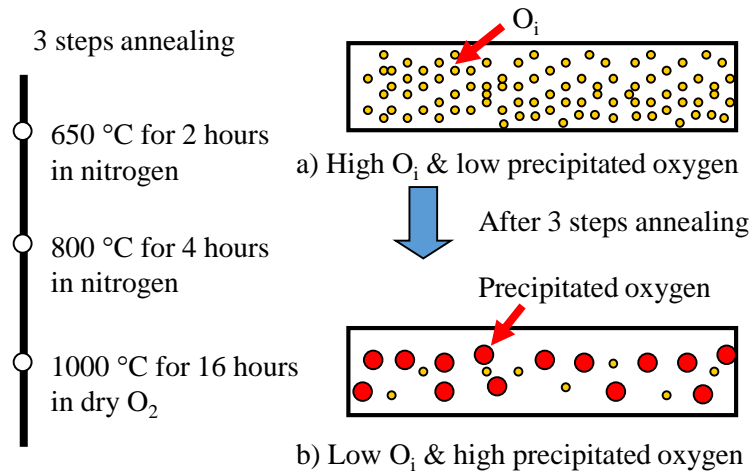 3 steps annealing
650 °C for 2 hours
in nitrogen
800 °C for 4 hours
in nitrogen
1000 °C for 16 hours
in dry O₂
Oᵢ
a) High Oᵢ & low precipitated oxygen
After 3 steps annealing
Precipitated oxygen
b) Low Oᵢ & high precipitated oxygen